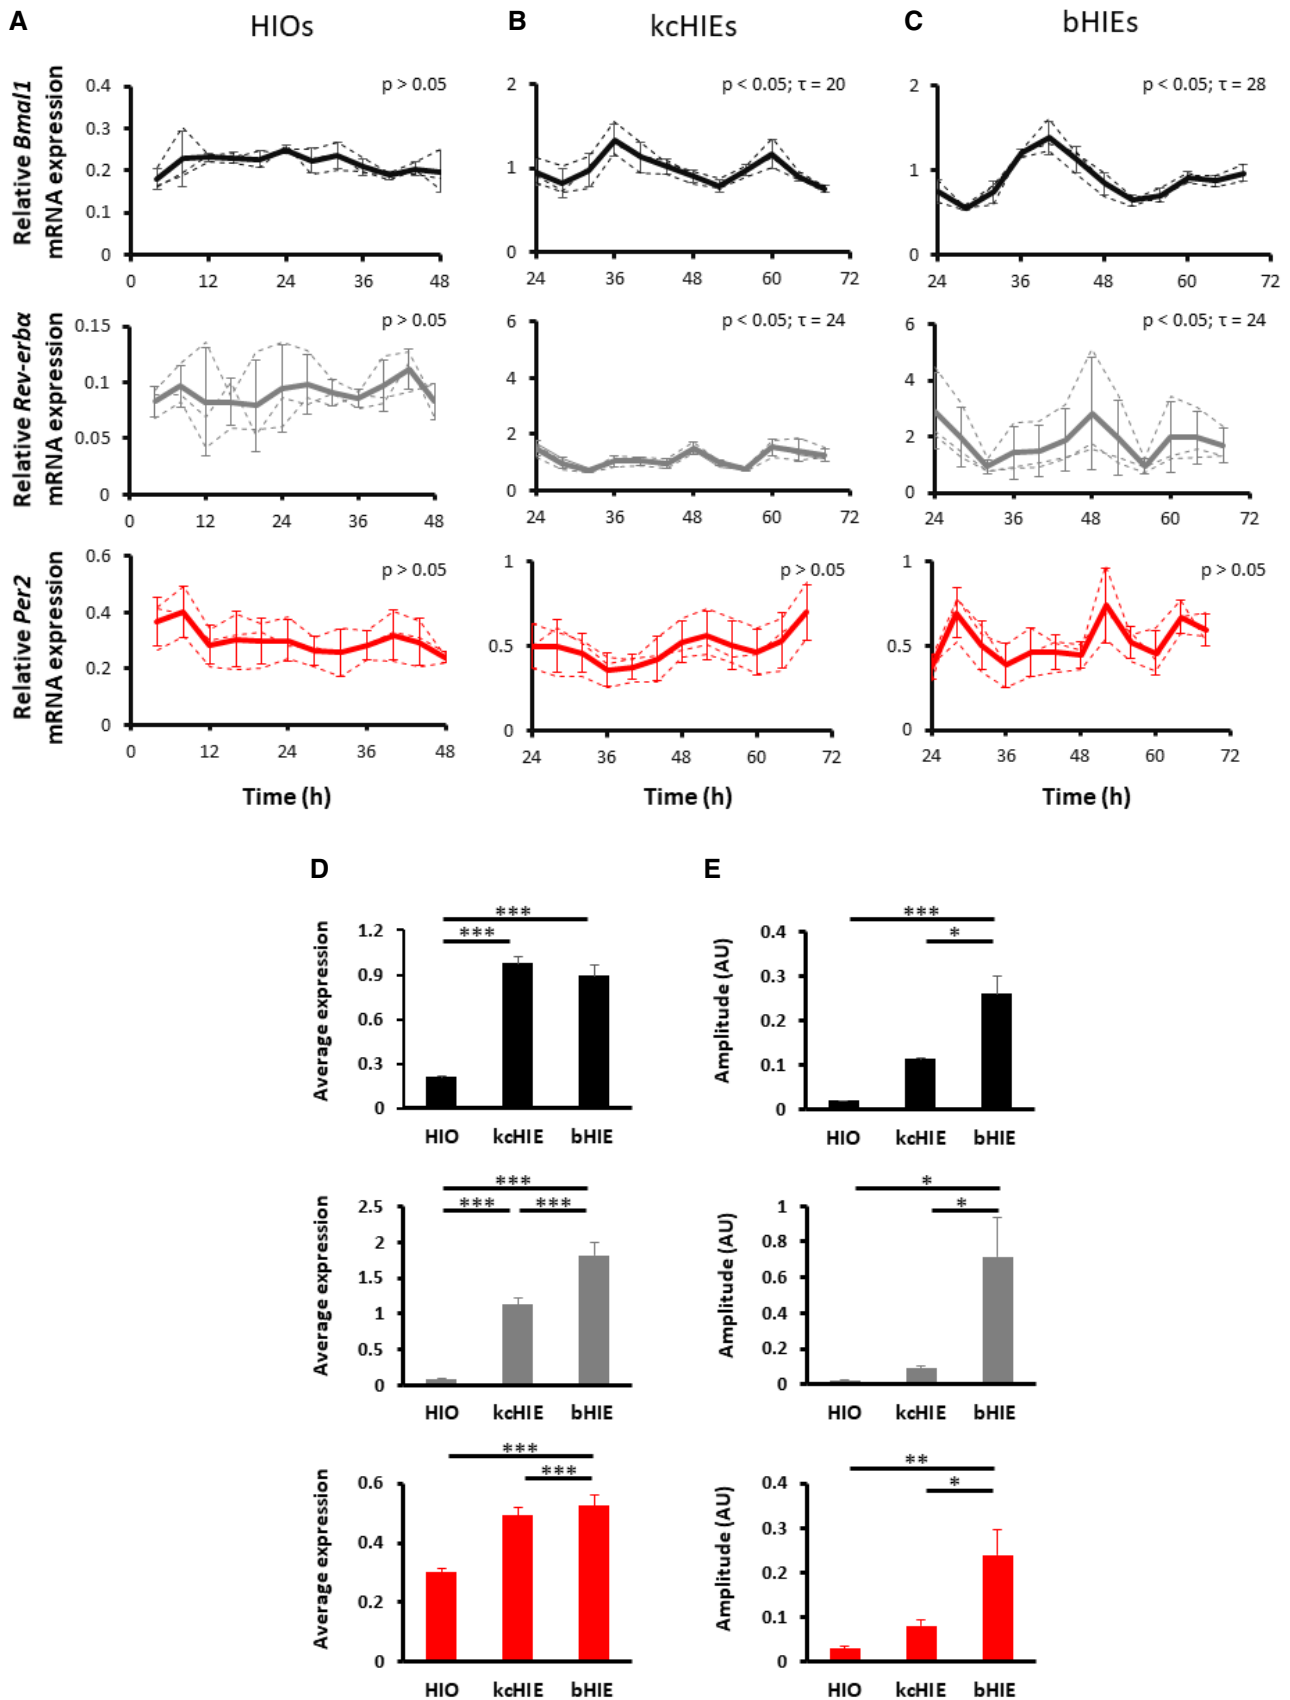 A HIOs B kcHIEs C bHIEs
Relative Bmal1
mRNA expression
0.4
0.3
0.2
0.1
0
p > 0.05
0 12 24 36 48
2
1
0
p < 0.05; τ = 20
24 36 48 60 72
2
1
0
p < 0.05; τ = 28
24 36 48 60 72
Relative Rev-erbα
mRNA expression
0.15
0.1
0.05
0
p > 0.05
0 12 24 36 48
6
4
2
0
p < 0.05; τ = 24
24 36 48 60 72
6
4
2
0
p < 0.05; τ = 24
24 36 48 60 72
Relative Per2
mRNA expression
0.6
0.4
0.2
0
p > 0.05
0 12 24 36 48
1
0.5
0
p > 0.05
24 36 48 60 72
1
0.5
0
p > 0.05
24 36 48 60 72
Time (h) Time (h) Time (h)
D
Average expression
1.2
0.9
0.6
0.3
0
***
***
HIO kcHIE bHIE
E
Amplitude (AU)
0.4
0.3
0.2
0.1
0
***
*
HIO kcHIE bHIE
Average expression
2.5
2
1.5
1
0.5
0
***
*** ***
HIO kcHIE bHIE
Amplitude (AU)
1
0.8
0.6
0.4
0.2
0
*
*
HIO kcHIE bHIE
Average expression
0.6
0.4
0.2
0
***
***
HIO kcHIE bHIE
Amplitude (AU)
0.4
0.3
0.2
0.1
0
**
*
HIO kcHIE bHIE